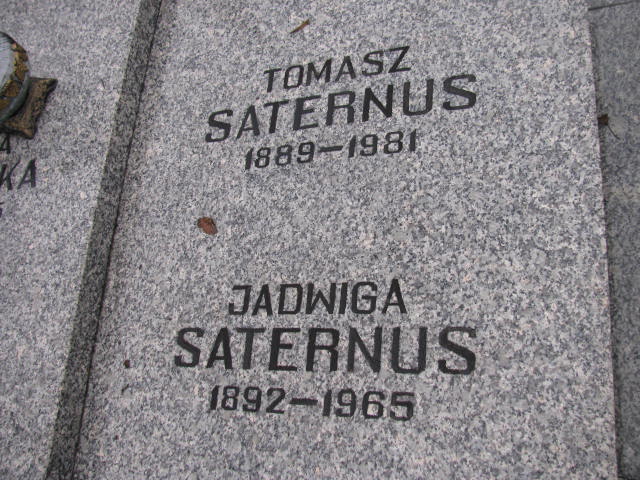 TOMASZ
SATERNUS
1889-1981
JADWIGA
SATERNUS
1892-1965